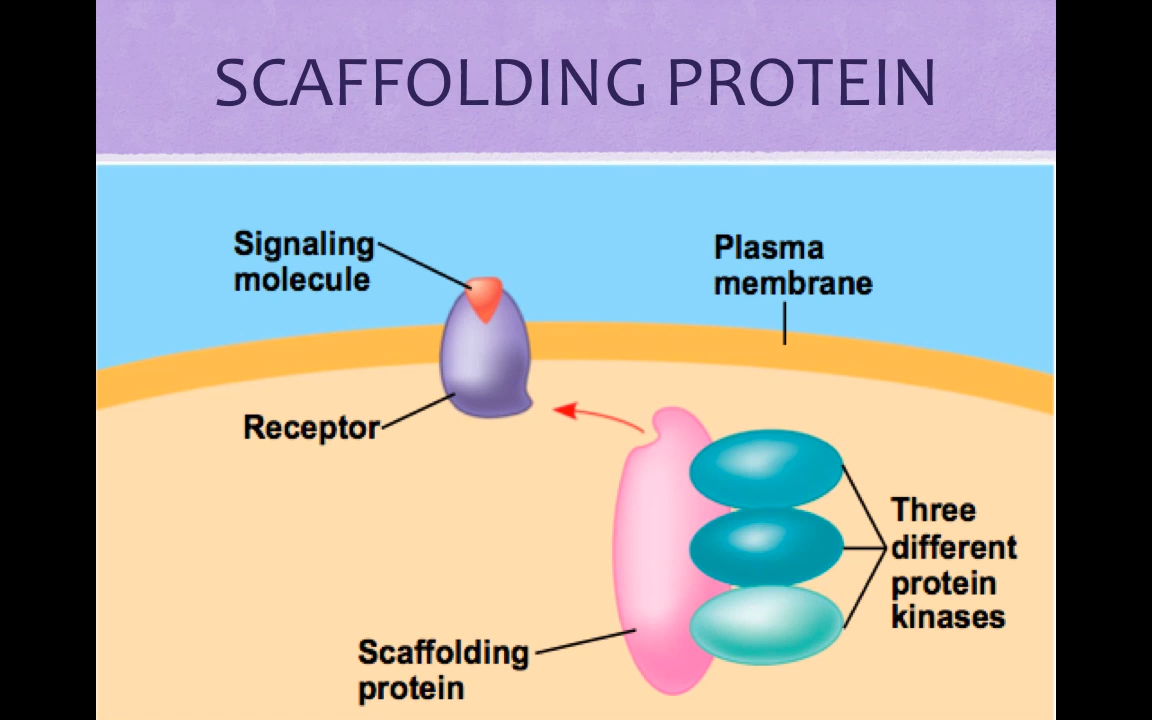 SCAFFOLDING PROTEIN
Signaling
molecule
Plasma
membrane
Receptor
Three
different
protein
kinases
Scaffolding
protein